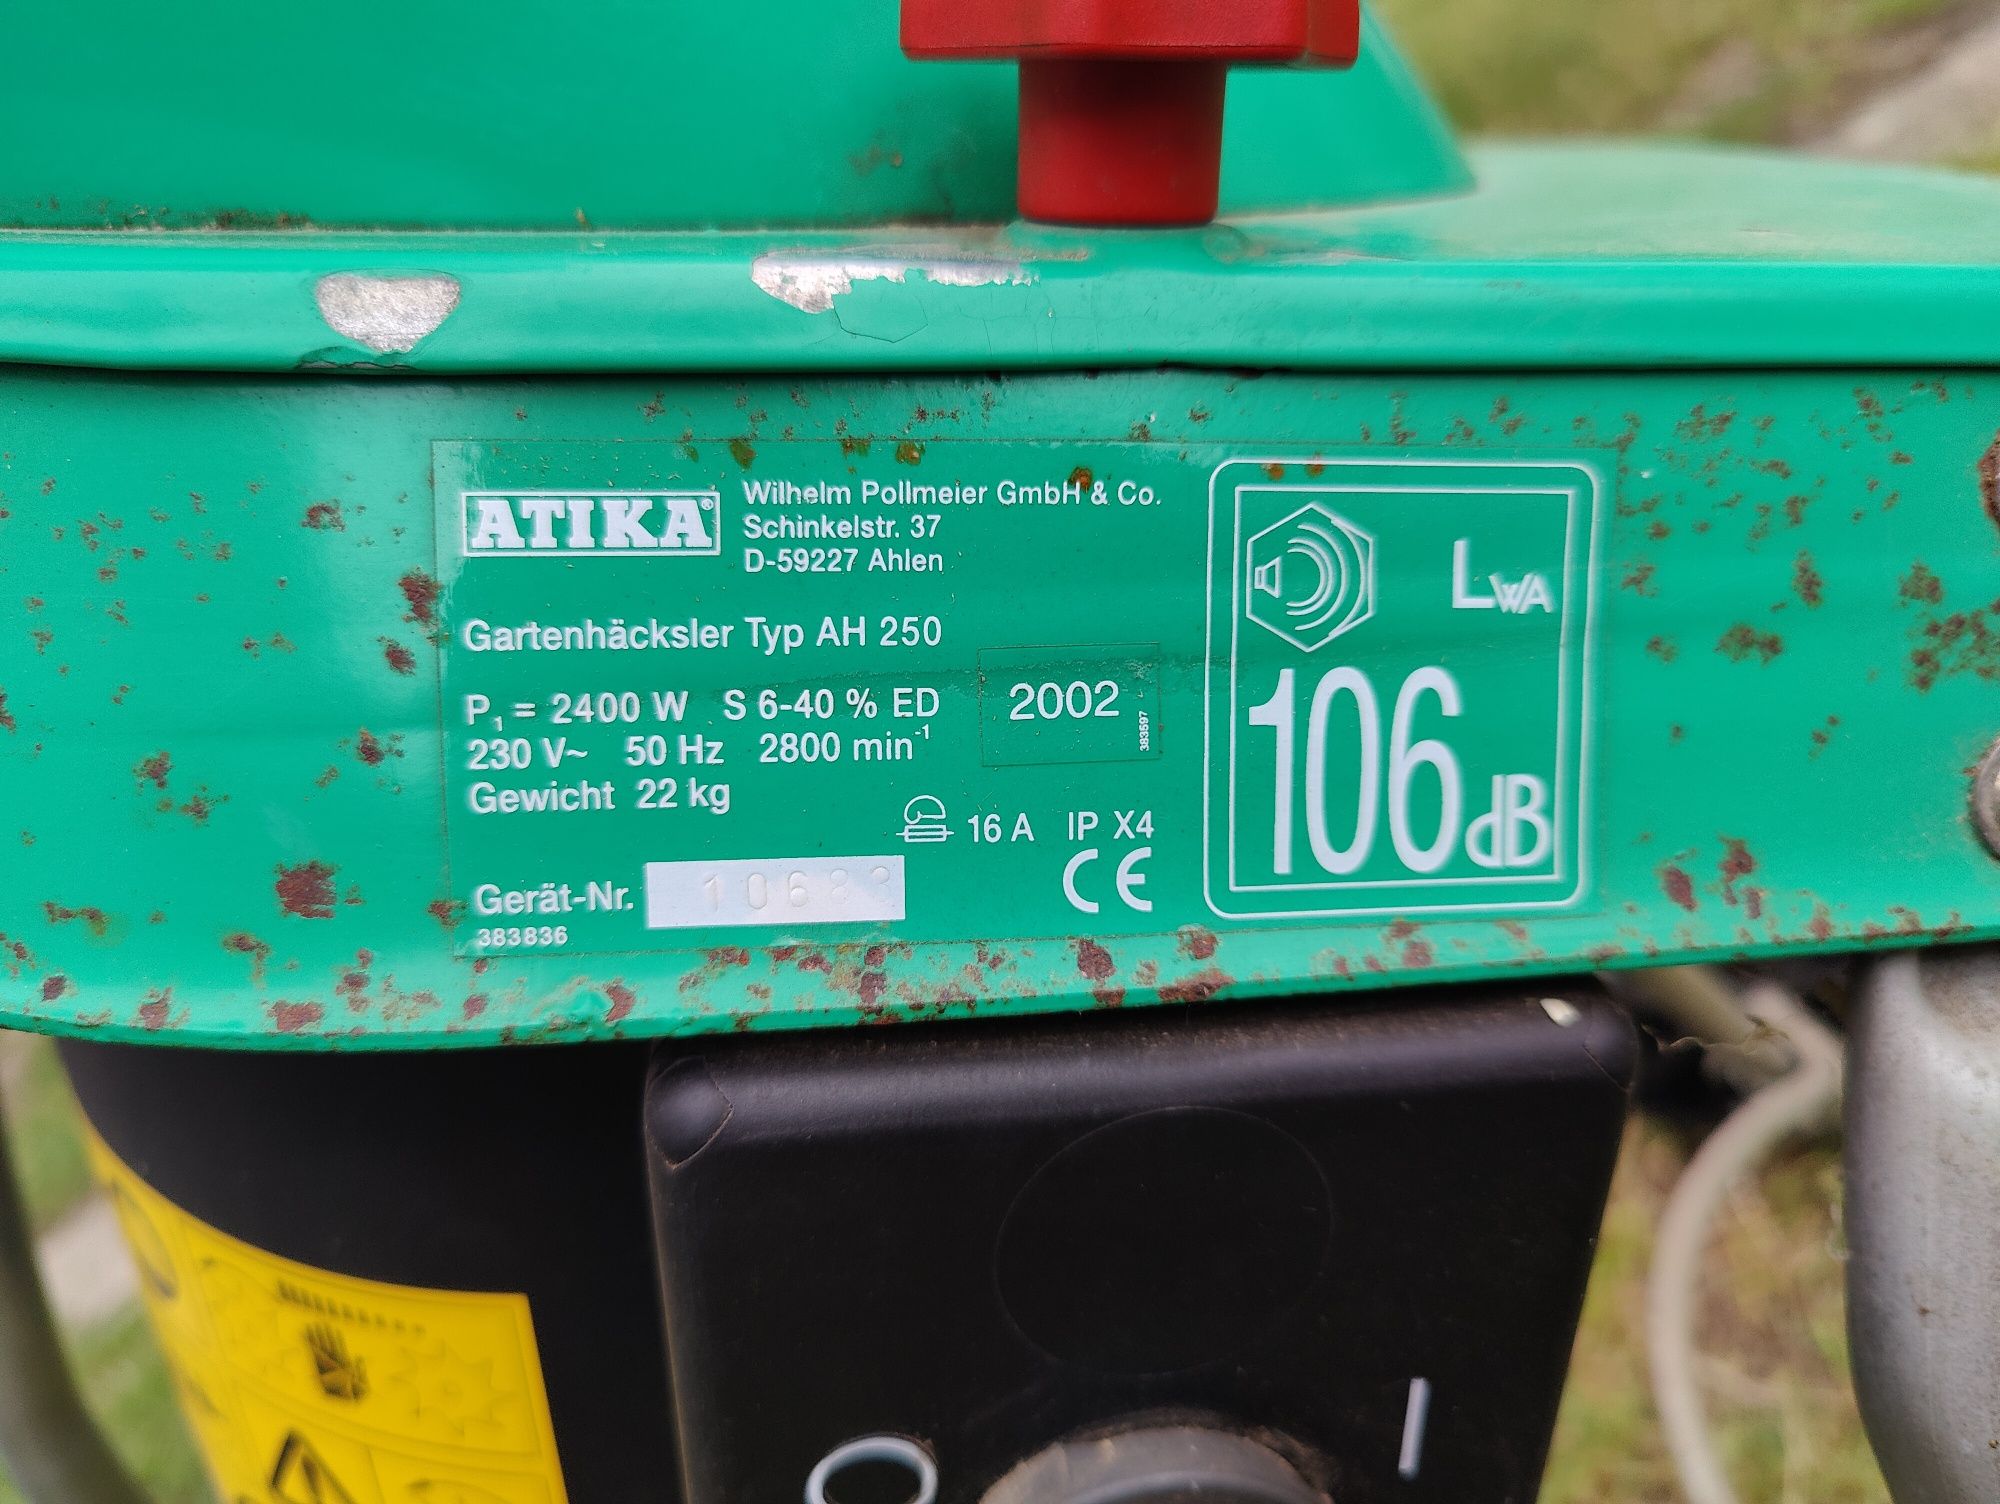 ATIKA®
Wilhelm Pollmeier GmbH & Co.
Schinkelstr. 37
D-59227 Ahlen
Gartenhäcksler Typ AH 250
P₁ = 2400 W S 6-40 % ED
230 V~ 50 Hz 2800 min⁻¹
Gewicht 22 kg
2002
383597
16 A IP X4
CE
Gerät-Nr. 10683
383836
LWA
106 dB
O
I